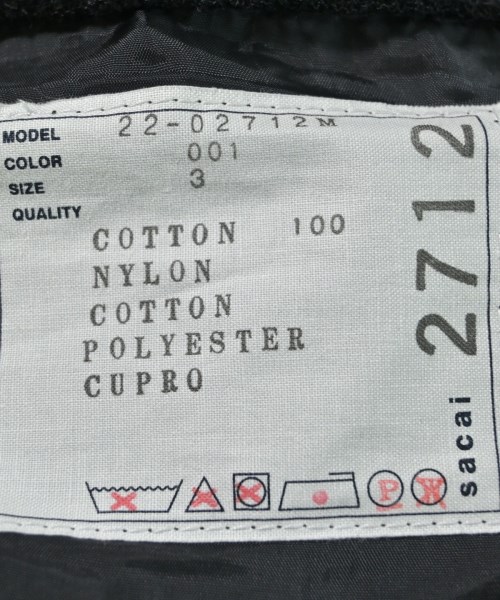 MODEL 22-02712M
COLOR 001
SIZE 3
QUALITY
COTTON 100
NYLON
COTTON
POLYESTER
CUPRO
2712
sacai
P W